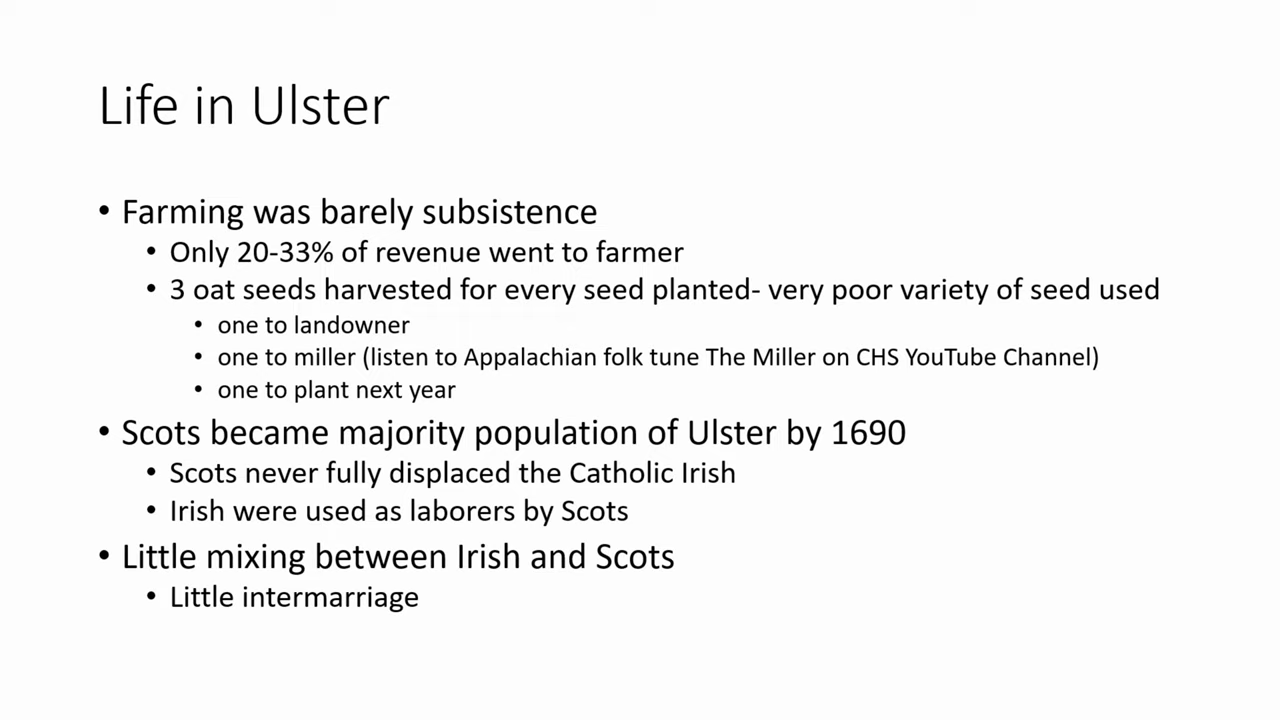 Life in Ulster
• Farming was barely subsistence
• Only 20-33% of revenue went to farmer
• 3 oat seeds harvested for every seed planted- very poor variety of seed used
• one to landowner
• one to miller (listen to Appalachian folk tune The Miller on CHS YouTube Channel)
• one to plant next year
• Scots became majority population of Ulster by 1690
• Scots never fully displaced the Catholic Irish
• Irish were used as laborers by Scots
• Little mixing between Irish and Scots
• Little intermarriage